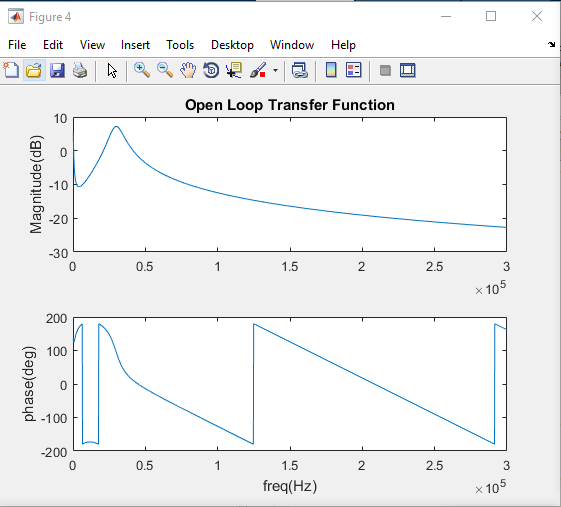 Figure 4
File Edit View Insert Tools Desktop Window Help
Open Loop Transfer Function
Magnitude(dB)
10
0
-10
-20
-30
0 0.5 1 1.5 2 2.5 3
×10^5
phase(deg)
200
100
0
-100
-200
0 0.5 1 1.5 2 2.5 3
freq(Hz)
×10^5